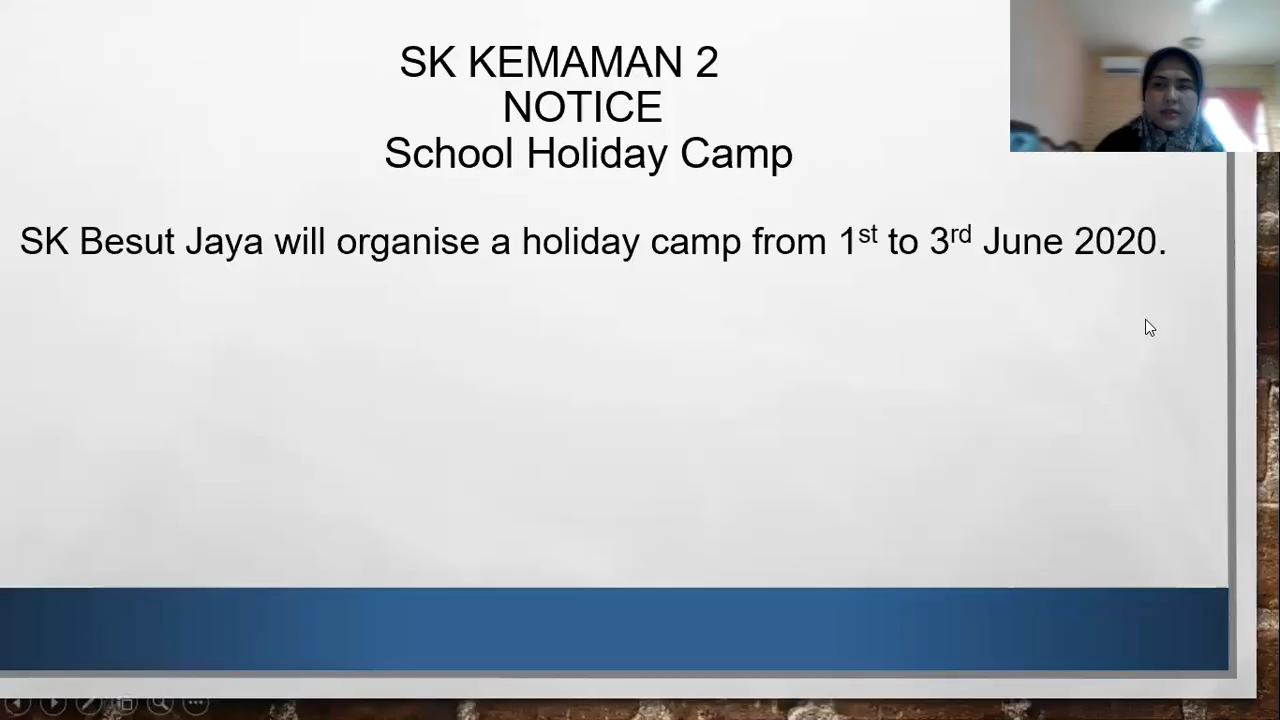 SK KEMAMAN 2
NOTICE
School Holiday Camp
SK Besut Jaya will organise a holiday camp from 1st to 3rd June 2020.